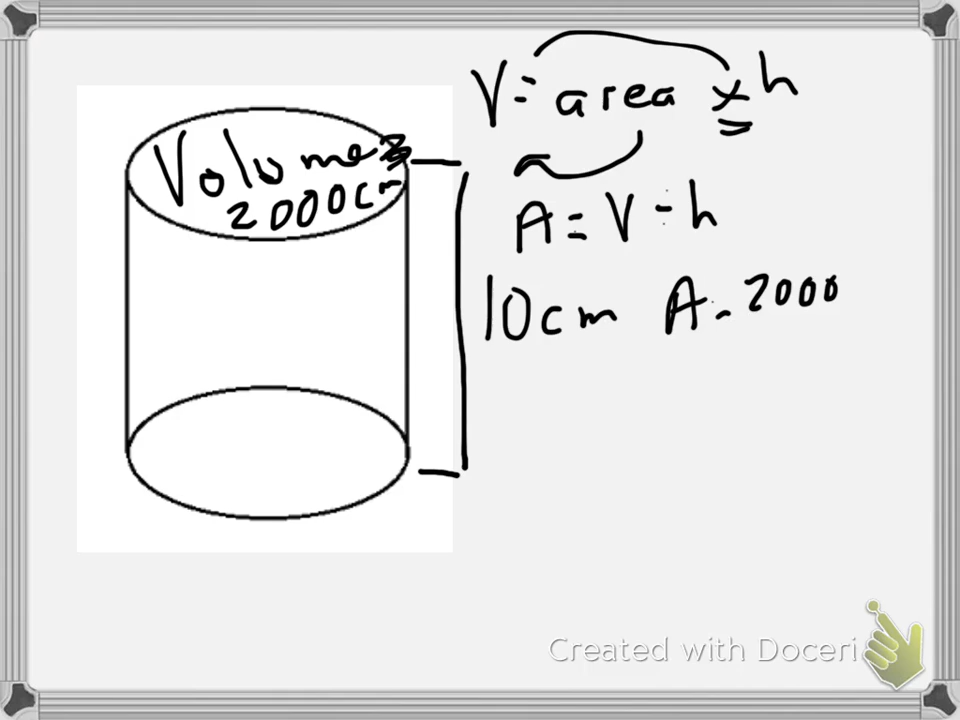 V = area x h
Volume
2000cm
A = V ÷ h
10cm A = 2000
Created with Doceri